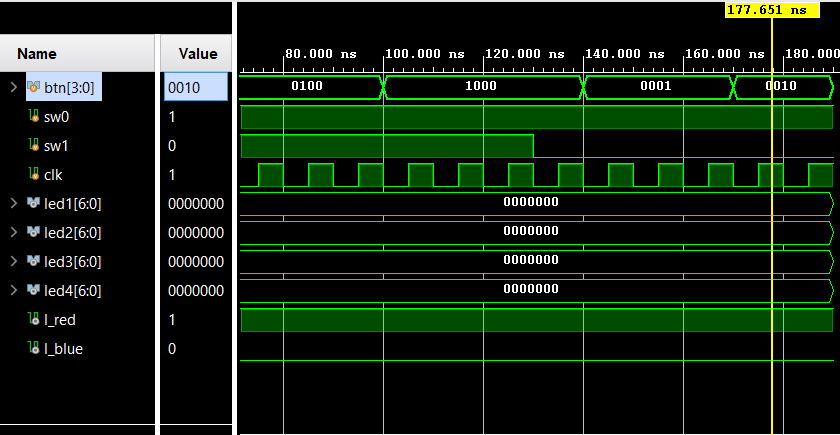 177.651 ns
Name Value 80.000 ns 100.000 ns 120.000 ns 140.000 ns 160.000 ns 180.000
btn[3:0] 0010 0100 1000 0001 0010
sw0 1
sw1 0
clk 1
led1[6:0] 0000000 0000000
led2[6:0] 0000000 0000000
led3[6:0] 0000000 0000000
led4[6:0] 0000000 0000000
l_red 1
l_blue 0